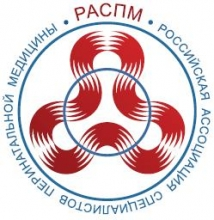 РАСПМ
РОССИЙСКАЯ АССОЦИАЦИЯ СПЕЦИАЛИСТОВ ПЕРИНАТАЛЬНОЙ МЕДИЦИНЫ